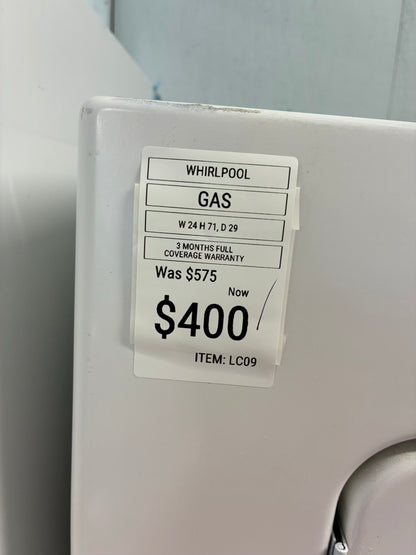 WHIRLPOOL
GAS
W 24 H 71, D 29
3 MONTHS FULL
COVERAGE WARRANTY
Was $575
Now
$400
ITEM: LC09